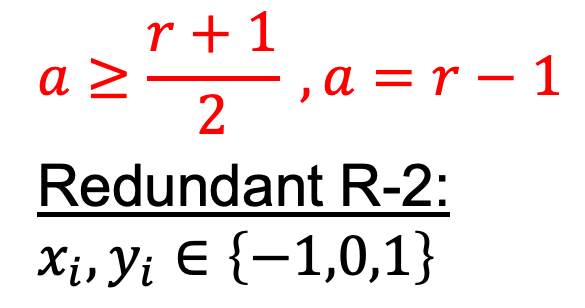 a ≥ (r + 1)/2 , a = r − 1
Redundant R-2:
xᵢ, yᵢ ∈ {−1,0,1}